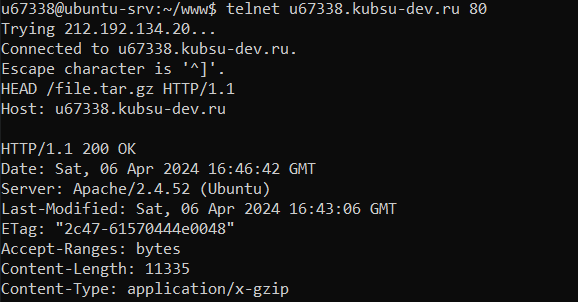 u67338@ubuntu-srv:~/www$ telnet u67338.kubsu-dev.ru 80
Trying 212.192.134.20...
Connected to u67338.kubsu-dev.ru.
Escape character is '^]'.
HEAD /file.tar.gz HTTP/1.1
Host: u67338.kubsu-dev.ru

HTTP/1.1 200 OK
Date: Sat, 06 Apr 2024 16:46:42 GMT
Server: Apache/2.4.52 (Ubuntu)
Last-Modified: Sat, 06 Apr 2024 16:43:06 GMT
ETag: "2c47-61570444e0048"
Accept-Ranges: bytes
Content-Length: 11335
Content-Type: application/x-gzip